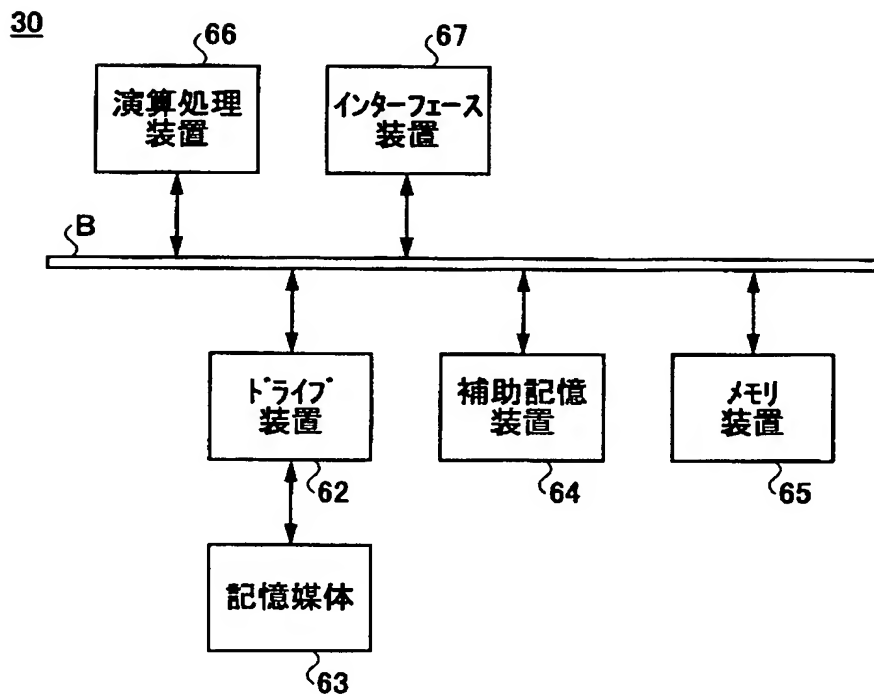 30
66
67
演算処理
装置
インターフェース
装置
B
ドライブ
装置
補助記憶
装置
メモリ
装置
62
64
65
記憶媒体
63